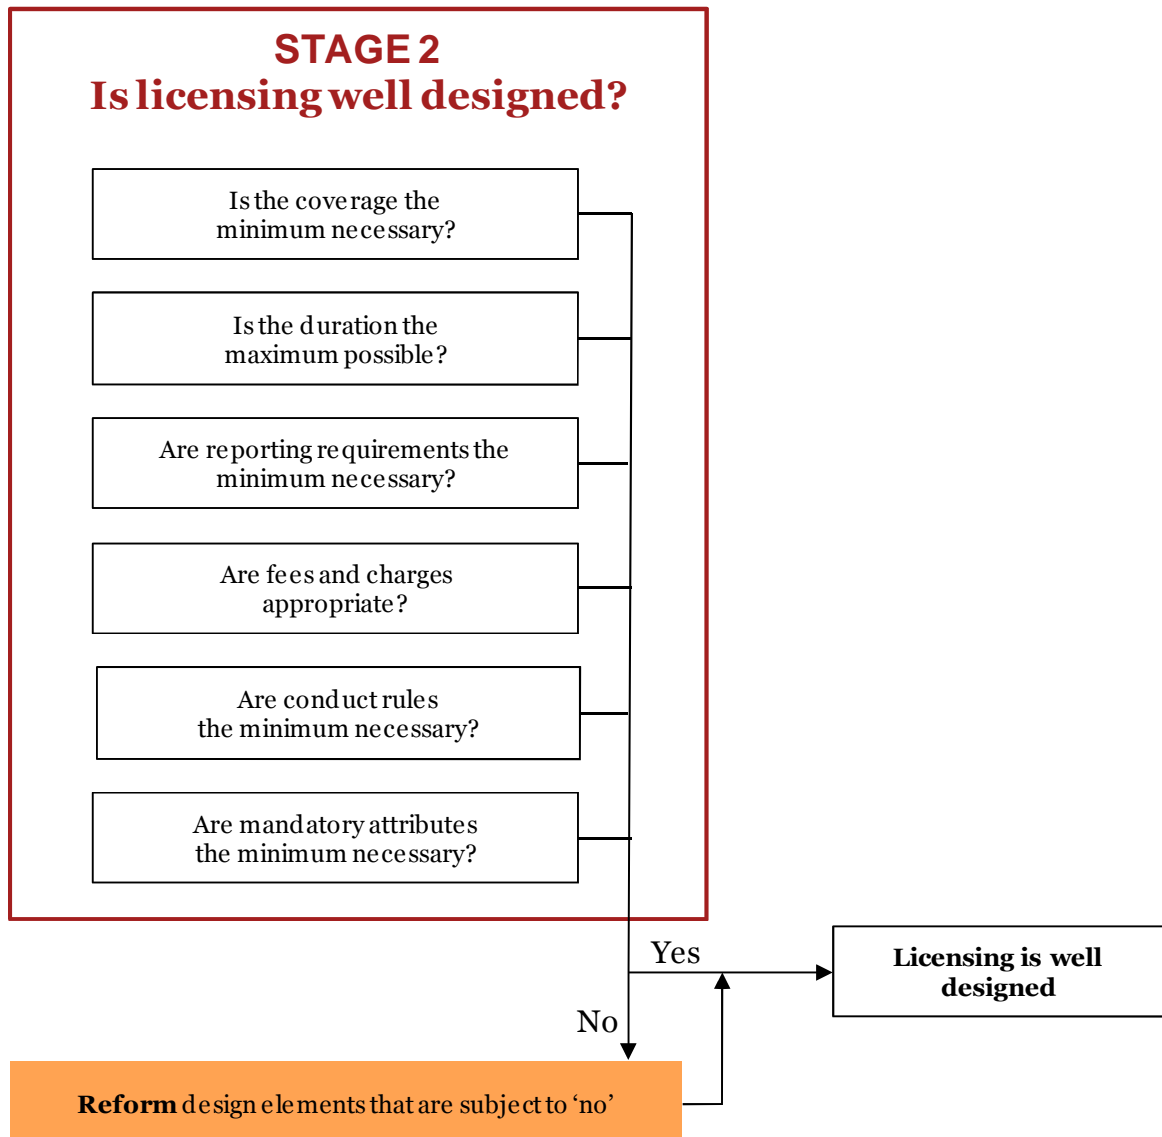 STAGE 2
Is licensing well designed?
Is the coverage the
minimum necessary?
Is the duration the
maximum possible?
Are reporting requirements the
minimum necessary?
Are fees and charges
appropriate?
Are conduct rules
the minimum necessary?
Are mandatory attributes
the minimum necessary?
Yes
Licensing is well
designed
No
Reform design elements that are subject to ‘no’